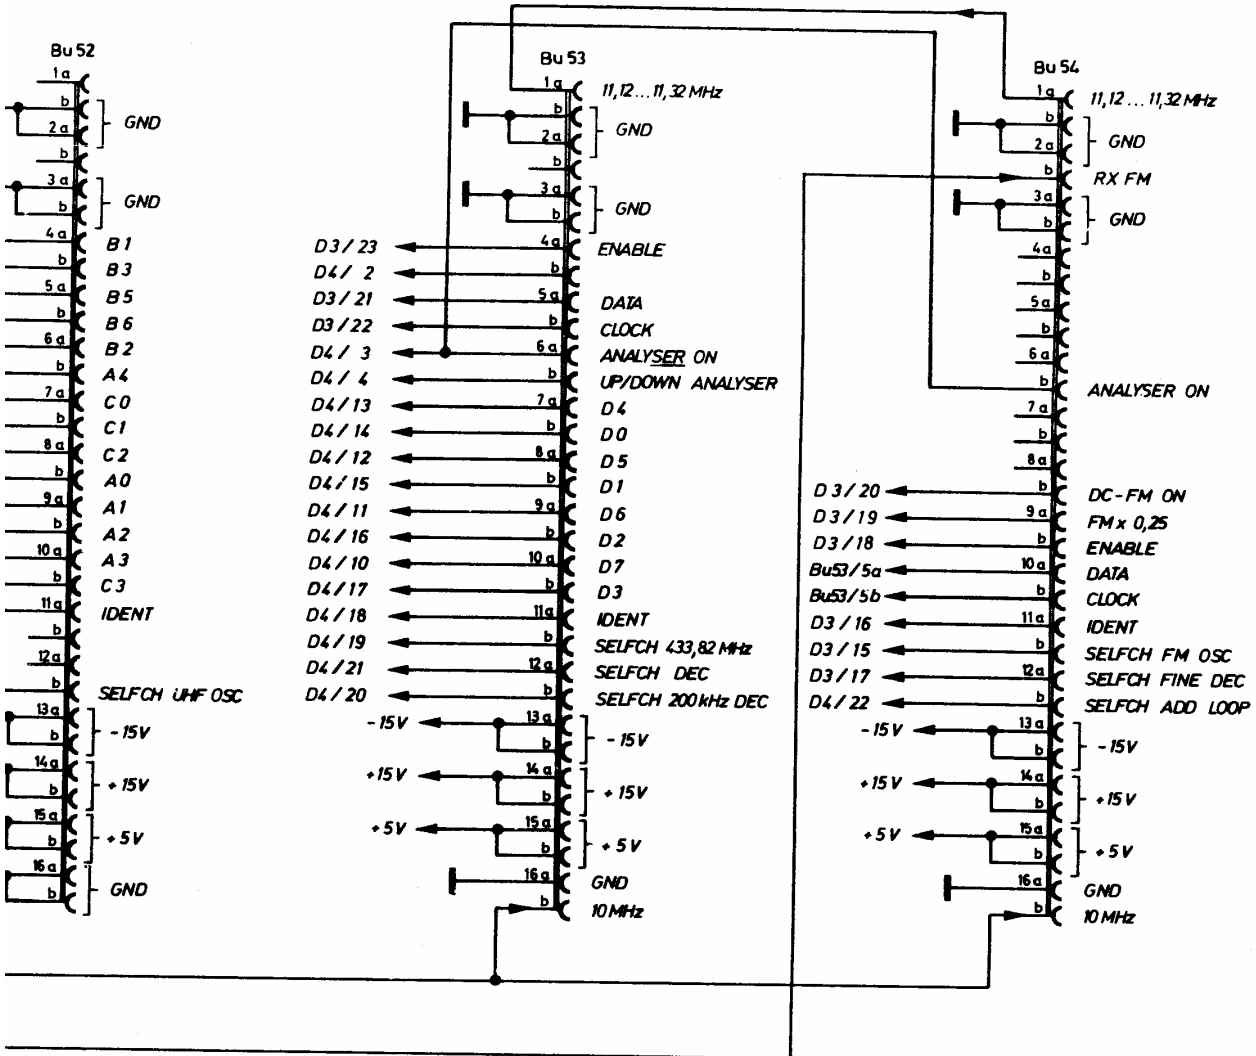 Bu 52
1a
b
2a
GND
b
3a
b
GND
4a B1
b B3
5a B5
b B6
6a B2
b A4
7a C0
b C1
8a C2
b A0
9a A1
b A2
10a A3
b C3
11a IDENT
b
12a
b SELFCH UHF OSC
13a
b
-15V
14a
b
+15V
15a
b
+5V
16a
b
GND
Bu 53
1a 11,12...11,32 MHz
b
2a
GND
b
3a
b
GND
D3/23 4a ENABLE
D4/ 2 b
D3/21 5a DATA
D3/22 b CLOCK
D4/ 3 6a ANALYSER ON
D4/ 4 b UP/DOWN ANALYSER
D4/13 7a D4
D4/14 b D0
D4/12 8a D5
D4/15 b D1
D4/11 9a D6
D4/16 b D2
D4/10 10a D7
D4/17 b D3
D4/18 11a IDENT
D4/19 b SELFCH 433,82 MHz
D4/21 12a SELFCH DEC
D4/20 b SELFCH 200kHz DEC
-15V 13a
b
-15V
+15V 14a
b
+15V
+5V 15a
b
+5V
16a GND
b 10MHz
Bu 54
1a 11,12...11,32 MHz
b
2a
GND
b RX FM
3a
b
GND
4a
b
5a
b
6a
b ANALYSER ON
7a
b
8a
D3/20 b DC-FM ON
D3/19 9a FM x 0,25
D3/18 b ENABLE
Bu53/5a 10a DATA
Bu53/5b b CLOCK
D3/16 11a IDENT
D3/15 b SELFCH FM OSC
D3/17 12a SELFCH FINE DEC
D4/22 b SELFCH ADD LOOP
-15V 13a
b
-15V
+15V 14a
b
+15V
+5V 15a
b
+5V
16a GND
b 10MHz